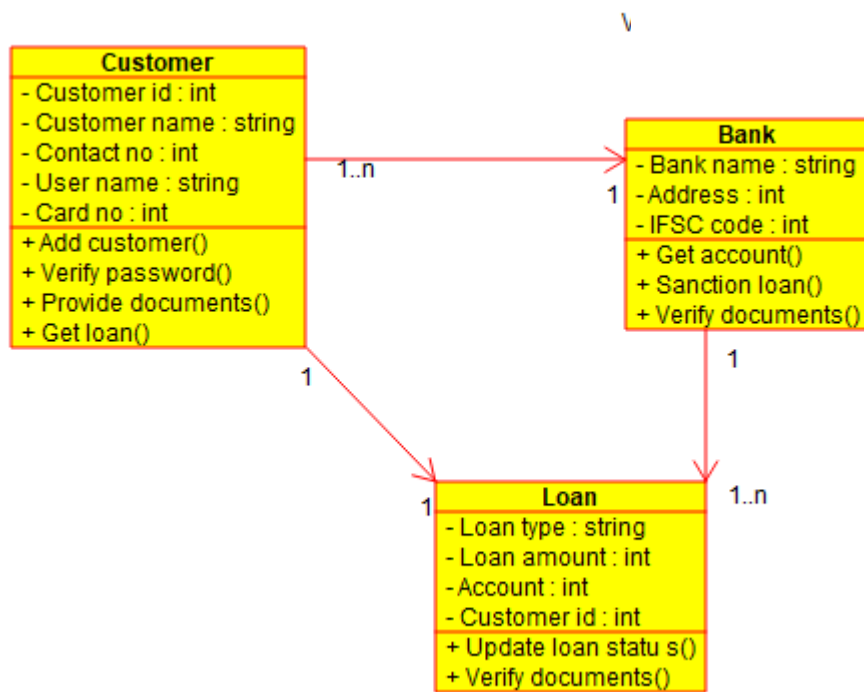 Customer
- Customer id : int
- Customer name : string
- Contact no : int
- User name : string
- Card no : int
+ Add customer()
+ Verify password()
+ Provide documents()
+ Get loan()
1..n
1
Bank
- Bank name : string
- Address : int
- IFSC code : int
+ Get account()
+ Sanction loan()
+ Verify documents()
1
1
1
1..n
Loan
- Loan type : string
- Loan amount : int
- Account : int
- Customer id : int
+ Update loan statu s()
+ Verify documents()